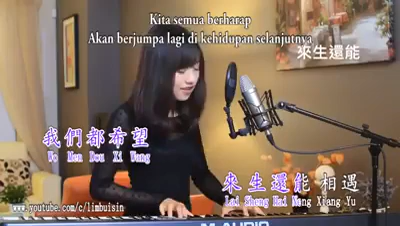 Kita semua berharap
Akan berjumpa lagi di kehidupan selanjutnya
來生還能
我們都希望
Wo Men Dou Xi Wang
來生還能 相遇
Lai Sheng Hai Neng Xiang Yu
www.youtube.com/c/limbuisin
M-AUDIO